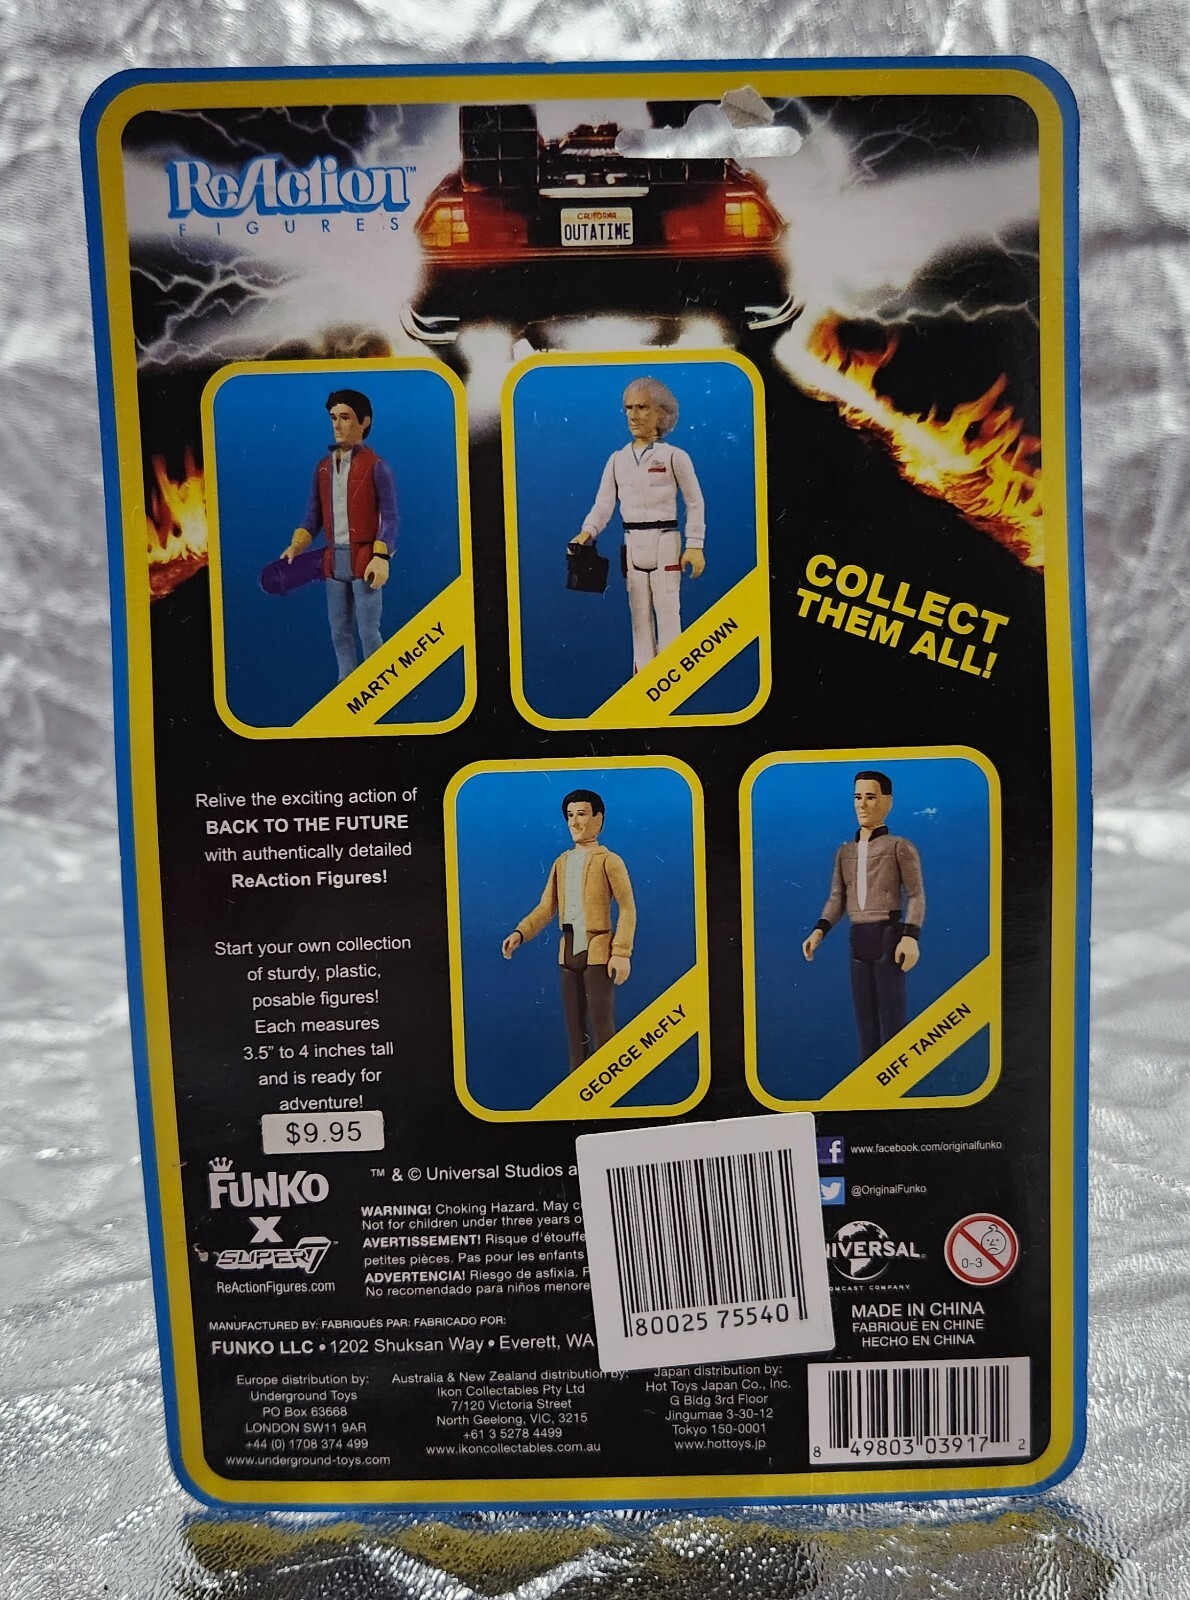 ReAction™
FIGURES
CALIFORNIA
OUTATIME
MARTY McFLY
DOC BROWN
COLLECT
THEM ALL!
Relive the exciting action of
BACK TO THE FUTURE
with authentically detailed
ReAction Figures!
Start your own collection
of sturdy, plastic,
posable figures!
Each measures
3.5" to 4 inches tall
and is ready for
adventure!
GEORGE McFLY
BIFF TANNEN
$9.95
FUNKO
X
SUPER7™
ReActionFigures.com
™ & © Universal Studios
WARNING! Choking Hazard. May
Not for children under three years
AVERTISSEMENT! Risque
petites pièces. Pas pour les enfants
ADVERTENCIA! Riesgo de asfixia.
No recomendado para niños
80025 75540
www.facebook.com/originalfunko
@OriginalFunko
UNIVERSAL®
COMPANY
0-3
MADE IN CHINA
FABRIQUÉ EN CHINE
HECHO EN CHINA
MANUFACTURED BY: FABRIQUÉS PAR: FABRICADO POR:
FUNKO LLC • 1202 Shuksan Way • Everett, WA
Europe distribution by:
Underground Toys
PO Box 63668
LONDON SW11 9AR
+44 (0) 1708 374 499
www.underground-toys.com
Australia & New Zealand distribution by:
Ikon Collectables Pty Ltd
7/120 Victoria Street
North Geelong, VIC, 3215
+61 3 5278 4499
www.ikoncollectables.com.au
Japan distribution by:
Hot Toys Japan Co., Inc.
G Bldg 3rd Floor
Jingumae 3-30-12
Tokyo 150-0001
www.hottoys.jp
8 49803 03917 2